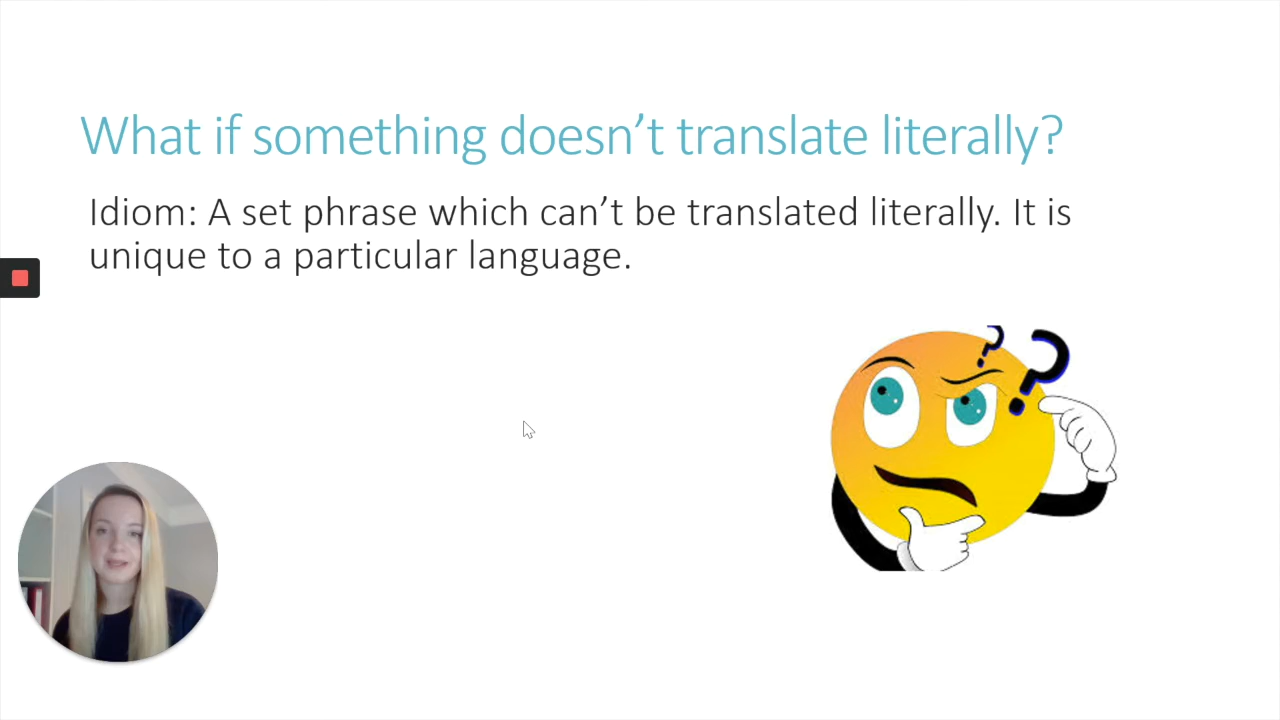 What if something doesn’t translate literally?
Idiom: A set phrase which can’t be translated literally. It is
unique to a particular language.